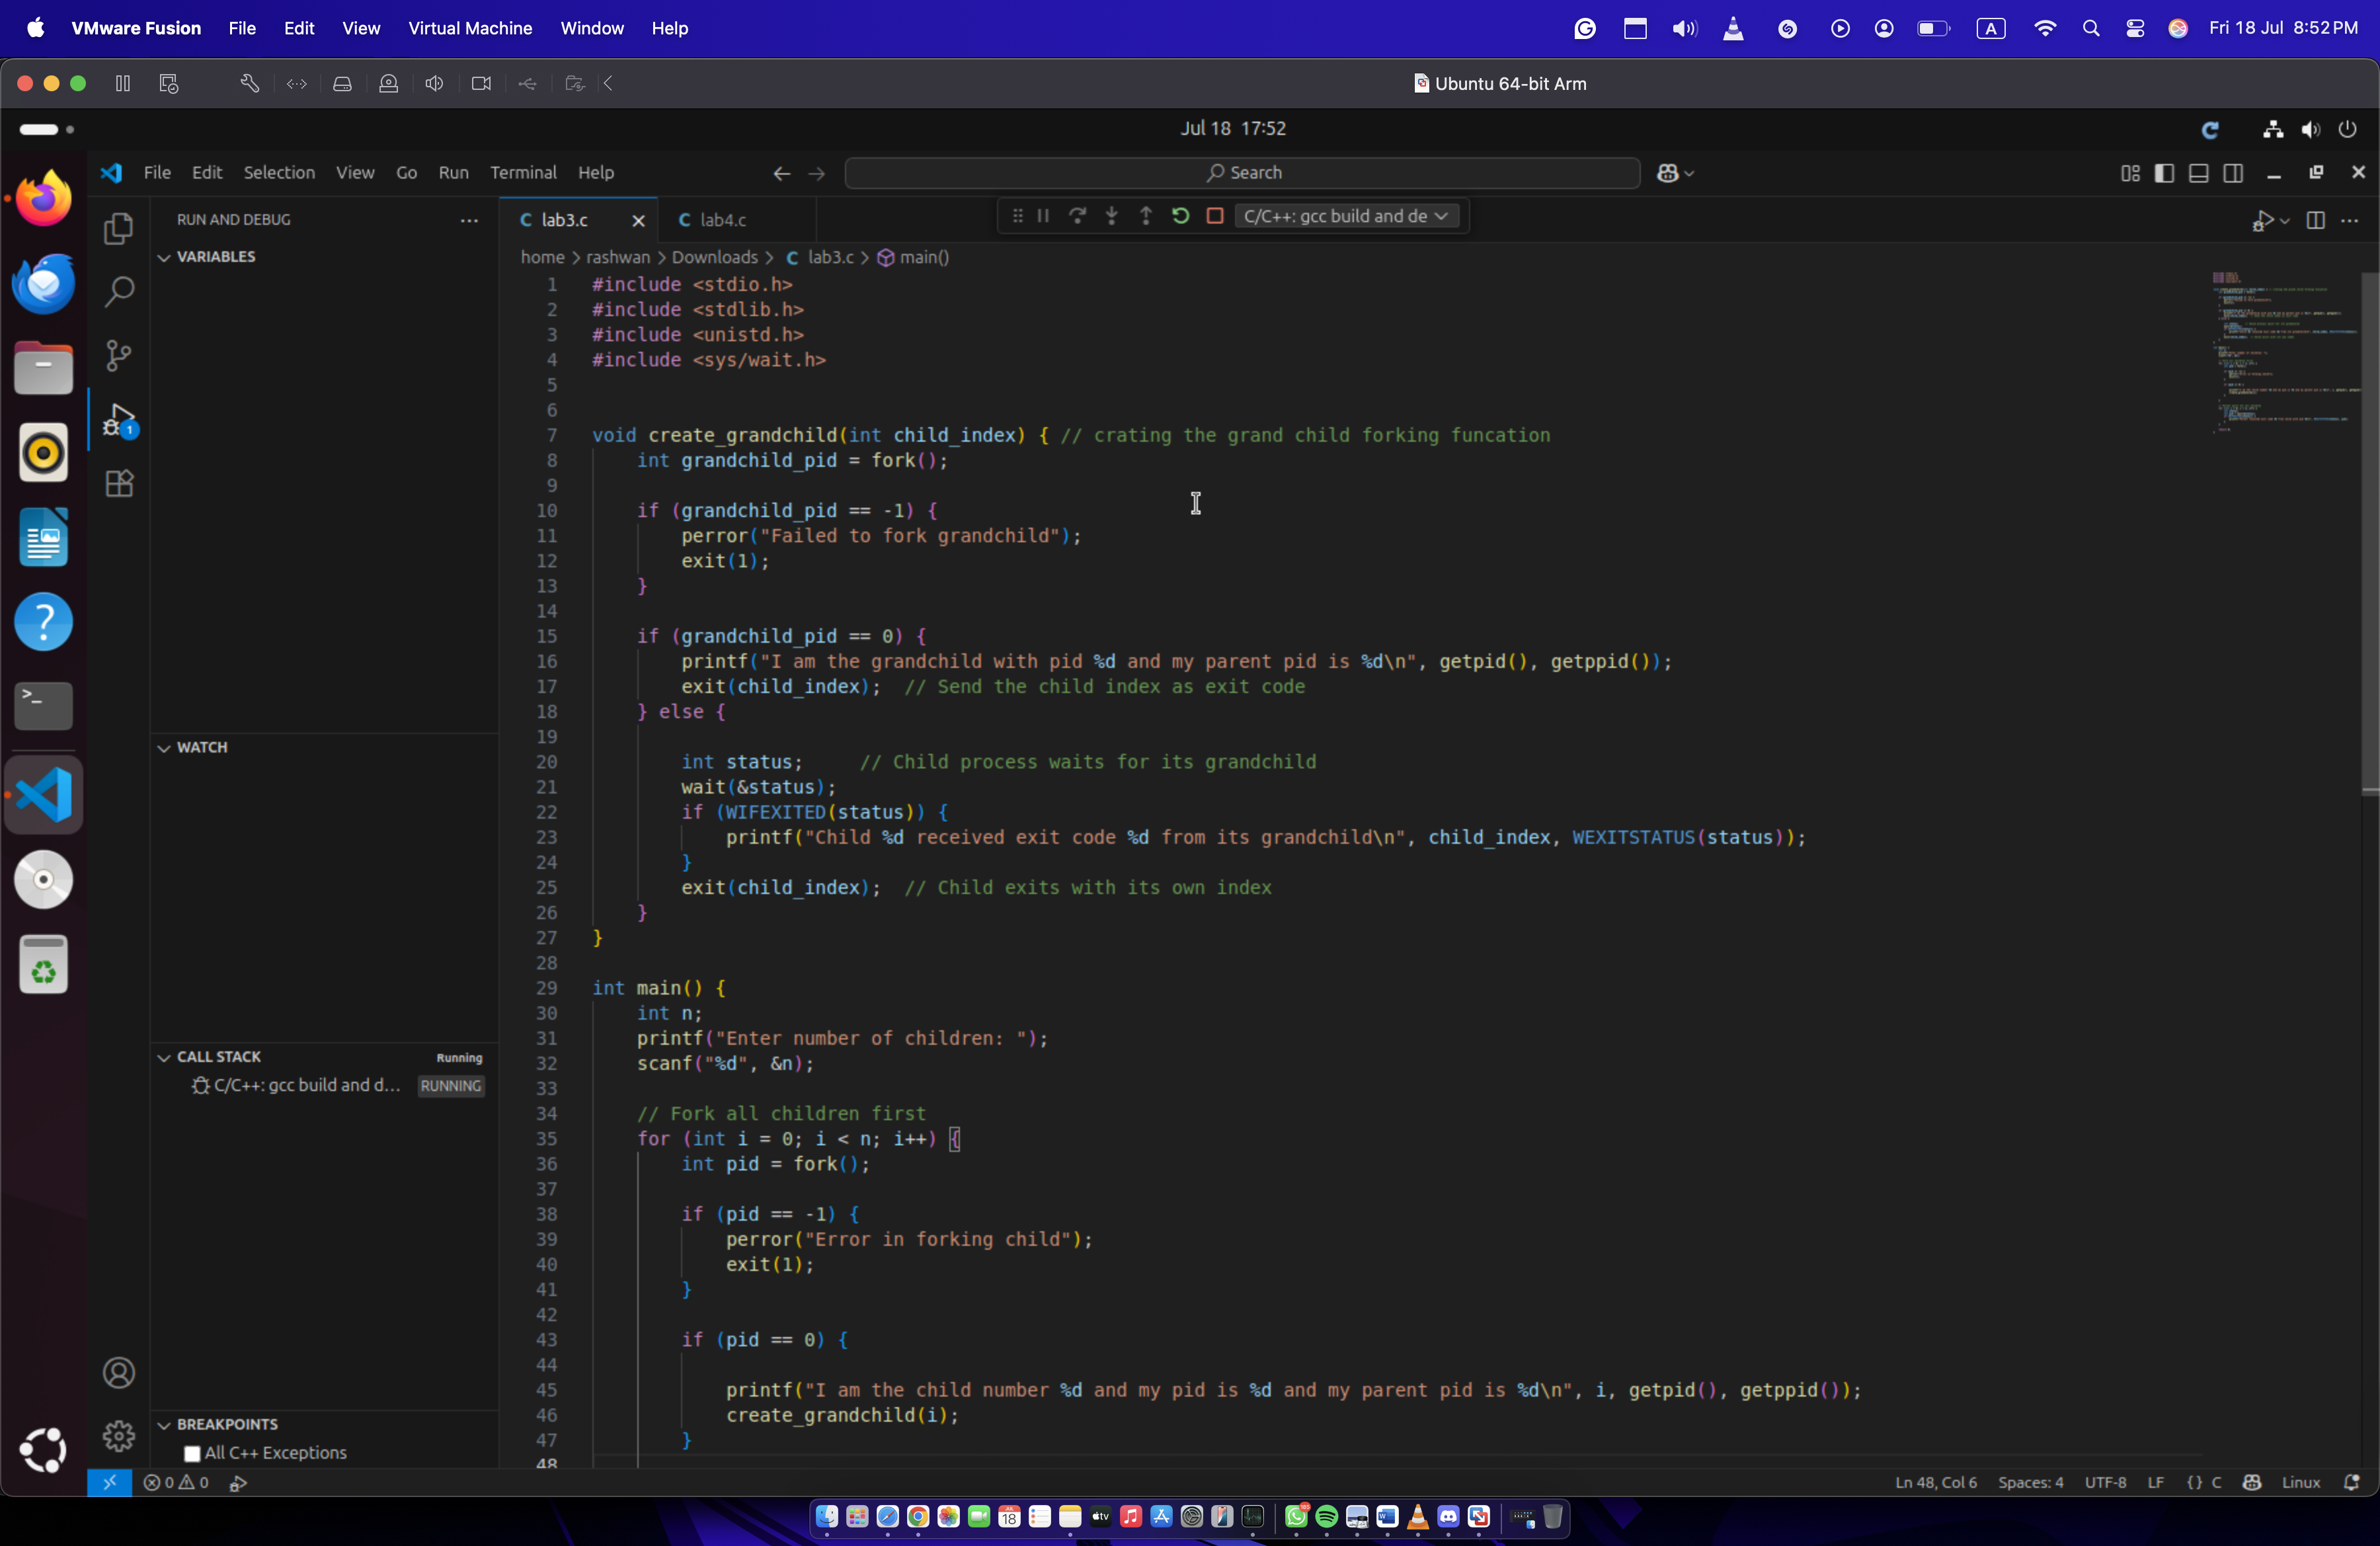 VMware Fusion File Edit View Virtual Machine Window Help A Fri 18 Jul 8:52 PM
Ubuntu 64-bit Arm
Jul 18 17:52
File Edit Selection View Go Run Terminal Help Search
RUN AND DEBUG
VARIABLES
WATCH
CALL STACK Running
C/C++: gcc build and d... RUNNING
BREAKPOINTS
All C++ Exceptions
C lab3.c C lab4.c C/C++: gcc build and de
home > rashwan > Downloads > C lab3.c > main()
1 #include <stdio.h>
2 #include <stdlib.h>
3 #include <unistd.h>
4 #include <sys/wait.h>
5
6
7 void create_grandchild(int child_index) { // crating the grand child forking funcation
8 int grandchild_pid = fork();
9
10 if (grandchild_pid == -1) {
11 perror("Failed to fork grandchild");
12 exit(1);
13 }
14
15 if (grandchild_pid == 0) {
16 printf("I am the grandchild with pid %d and my parent pid is %d\n", getpid(), getppid());
17 exit(child_index); // Send the child index as exit code
18 } else {
19
20 int status; // Child process waits for its grandchild
21 wait(&status);
22 if (WIFEXITED(status)) {
23 printf("Child %d received exit code %d from its grandchild\n", child_index, WEXITSTATUS(status));
24 }
25 exit(child_index); // Child exits with its own index
26 }
27 }
28
29 int main() {
30 int n;
31 printf("Enter number of children: ");
32 scanf("%d", &n);
33
34 // Fork all children first
35 for (int i = 0; i < n; i++) {
36 int pid = fork();
37
38 if (pid == -1) {
39 perror("Error in forking child");
40 exit(1);
41 }
42
43 if (pid == 0) {
44
45 printf("I am the child number %d and my pid is %d and my parent pid is %d\n", i, getpid(), getppid());
46 create_grandchild(i);
47 }
48
0 0 Ln 48, Col 6 Spaces: 4 UTF-8 LF {} C Linux